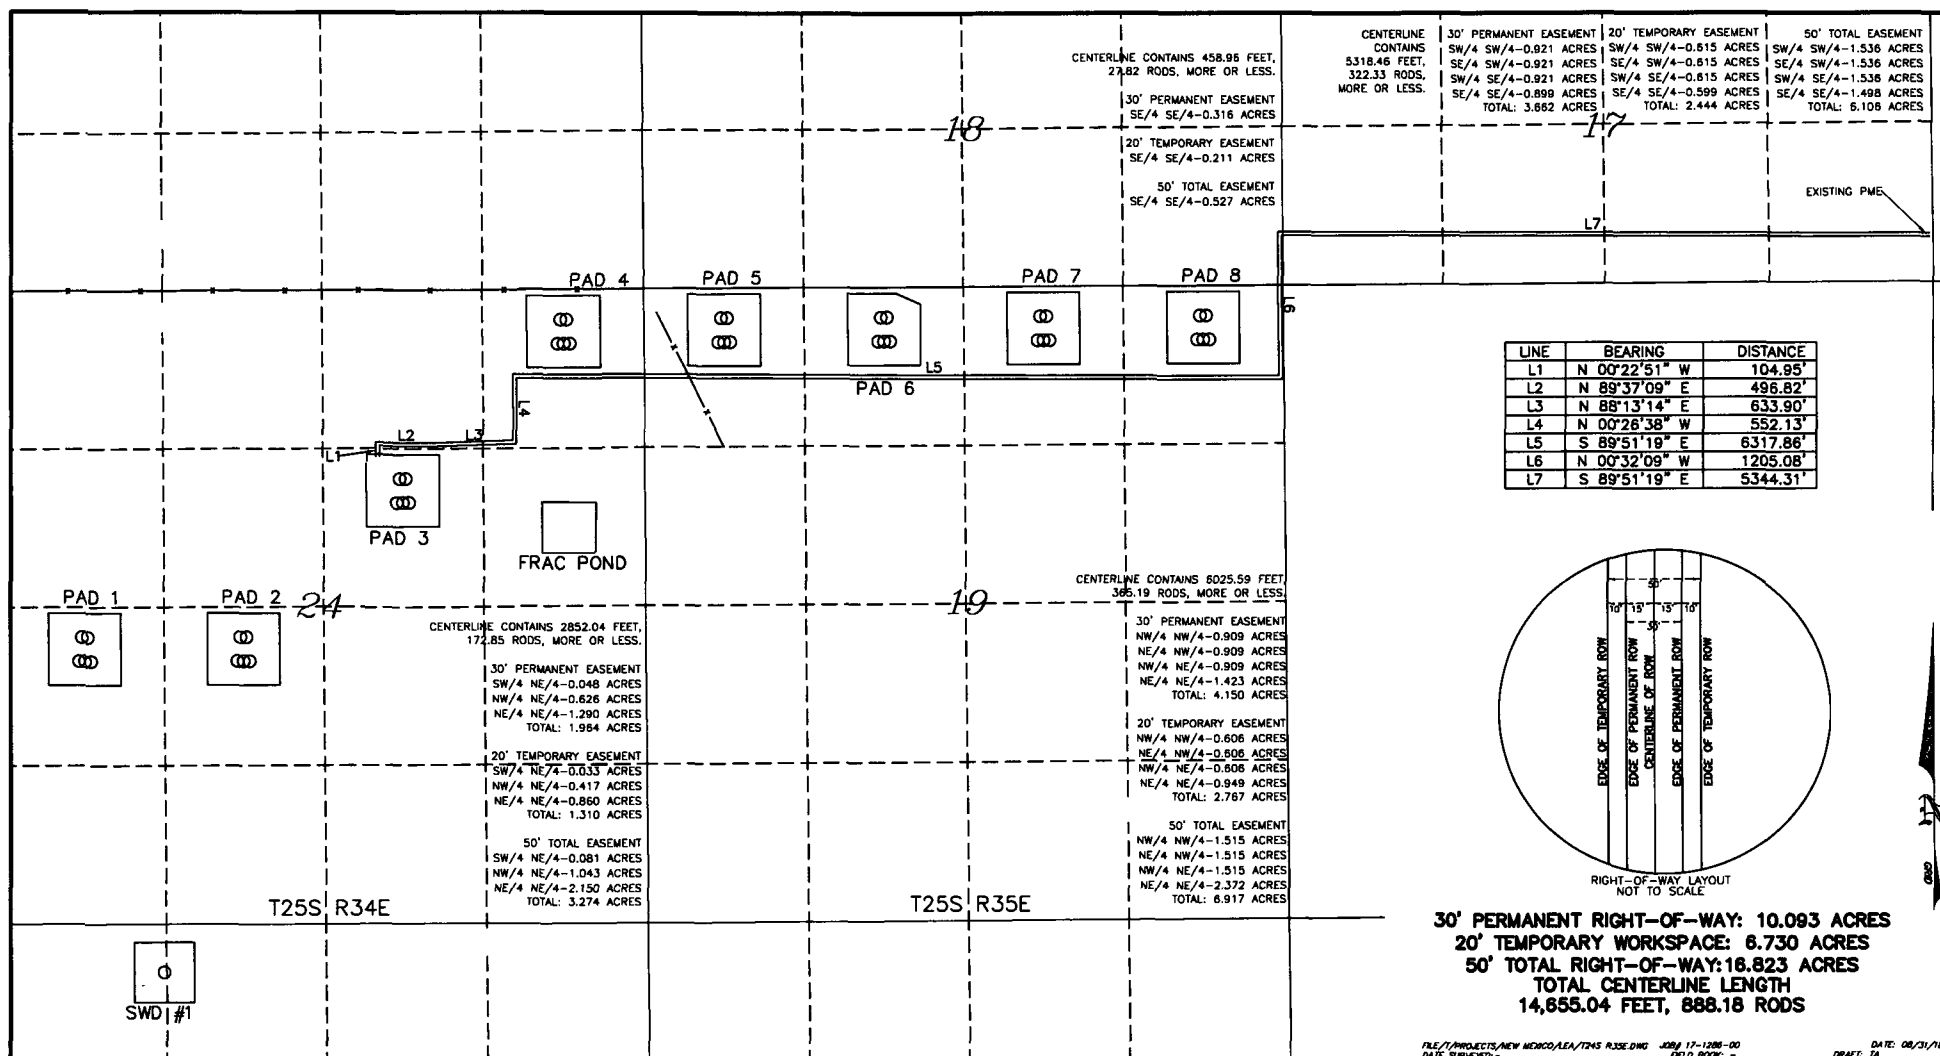 CENTERLINE CONTAINS 458.96 FEET,
27.82 RODS, MORE OR LESS.
30' PERMANENT EASEMENT
SE/4 SE/4-0.316 ACRES
20' TEMPORARY EASEMENT
SE/4 SE/4-0.211 ACRES
50' TOTAL EASEMENT
SE/4 SE/4-0.527 ACRES
CENTERLINE
CONTAINS
5318.46 FEET,
322.33 RODS,
MORE OR LESS.
30' PERMANENT EASEMENT
SW/4 SW/4-0.921 ACRES
SE/4 SW/4-0.921 ACRES
SW/4 SE/4-0.921 ACRES
SE/4 SE/4-0.899 ACRES
TOTAL: 3.662 ACRES
20' TEMPORARY EASEMENT
SW/4 SW/4-0.615 ACRES
SE/4 SW/4-0.615 ACRES
SW/4 SE/4-0.615 ACRES
SE/4 SE/4-0.599 ACRES
TOTAL: 2.444 ACRES
50' TOTAL EASEMENT
SW/4 SW/4-1.536 ACRES
SE/4 SW/4-1.536 ACRES
SW/4 SE/4-1.536 ACRES
SE/4 SE/4-1.498 ACRES
TOTAL: 6.106 ACRES
18
17
EXISTING PME
L7
PAD 4
PAD 5
PAD 7
PAD 8
L6
L5
PAD 6
L4
L2
L3
L1
PAD 3
FRAC POND
LINE BEARING DISTANCE
L1 N 00°22'51" W 104.95'
L2 N 89°37'09" E 496.82'
L3 N 88°13'14" E 633.90'
L4 N 00°26'38" W 552.13'
L5 S 89°51'19" E 6317.86'
L6 N 00°32'09" W 1205.08'
L7 S 89°51'19" E 5344.31'
PAD 1
PAD 2
24
19
CENTERLINE CONTAINS 2852.04 FEET,
172.85 RODS, MORE OR LESS.
30' PERMANENT EASEMENT
SW/4 NE/4-0.048 ACRES
NW/4 NE/4-0.626 ACRES
NE/4 NE/4-1.290 ACRES
TOTAL: 1.964 ACRES
20' TEMPORARY EASEMENT
SW/4 NE/4-0.033 ACRES
NW/4 NE/4-0.417 ACRES
NE/4 NE/4-0.860 ACRES
TOTAL: 1.310 ACRES
50' TOTAL EASEMENT
SW/4 NE/4-0.081 ACRES
NW/4 NE/4-1.043 ACRES
NE/4 NE/4-2.150 ACRES
TOTAL: 3.274 ACRES
CENTERLINE CONTAINS 6025.59 FEET,
365.19 RODS, MORE OR LESS.
30' PERMANENT EASEMENT
NW/4 NW/4-0.909 ACRES
NE/4 NW/4-0.909 ACRES
NW/4 NE/4-0.909 ACRES
NE/4 NE/4-1.423 ACRES
TOTAL: 4.150 ACRES
20' TEMPORARY EASEMENT
NW/4 NW/4-0.606 ACRES
NE/4 NW/4-0.606 ACRES
NW/4 NE/4-0.606 ACRES
NE/4 NE/4-0.949 ACRES
TOTAL: 2.767 ACRES
50' TOTAL EASEMENT
NW/4 NW/4-1.515 ACRES
NE/4 NW/4-1.515 ACRES
NW/4 NE/4-1.515 ACRES
NE/4 NE/4-2.372 ACRES
TOTAL: 6.917 ACRES
50'
10' 15' 15' 10'
30'
EDGE OF TEMPORARY ROW
EDGE OF PERMANENT ROW
CENTERLINE OF ROW
EDGE OF PERMANENT ROW
EDGE OF TEMPORARY ROW
RIGHT-OF-WAY LAYOUT
NOT TO SCALE
T25S R34E
T25S R35E
SWD #1
30' PERMANENT RIGHT-OF-WAY: 10.093 ACRES
20' TEMPORARY WORKSPACE: 6.730 ACRES
50' TOTAL RIGHT-OF-WAY:16.823 ACRES
TOTAL CENTERLINE LENGTH
14,655.04 FEET, 888.18 RODS
FILE/T/PROJECTS/NEW MEXICO/LEA/T24S R35E.DWG JOB# 17-1286-00 DATE: 08/31/1